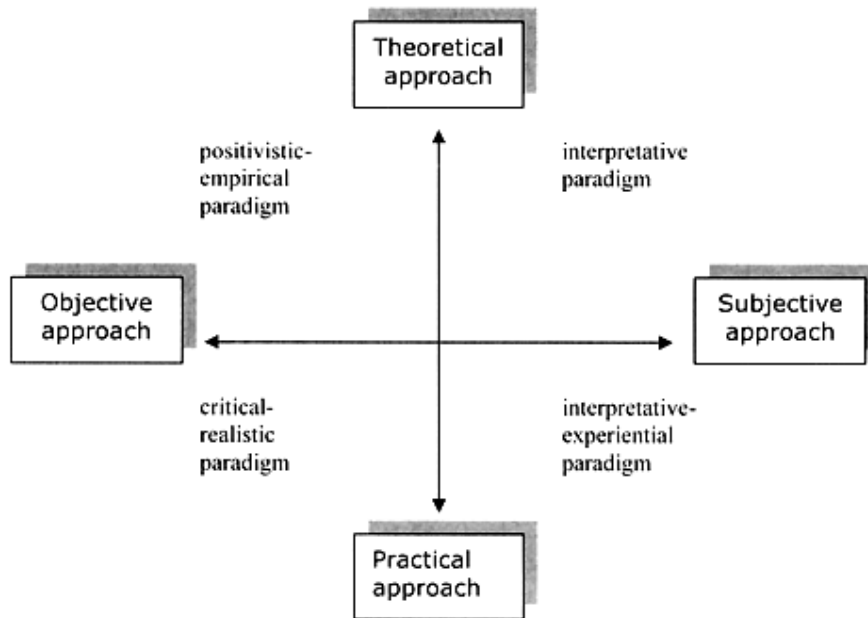 Theoretical
approach
positivistic-
empirical
paradigm
interpretative
paradigm
Objective
approach
Subjective
approach
critical-
realistic
paradigm
interpretative-
experiential
paradigm
Practical
approach